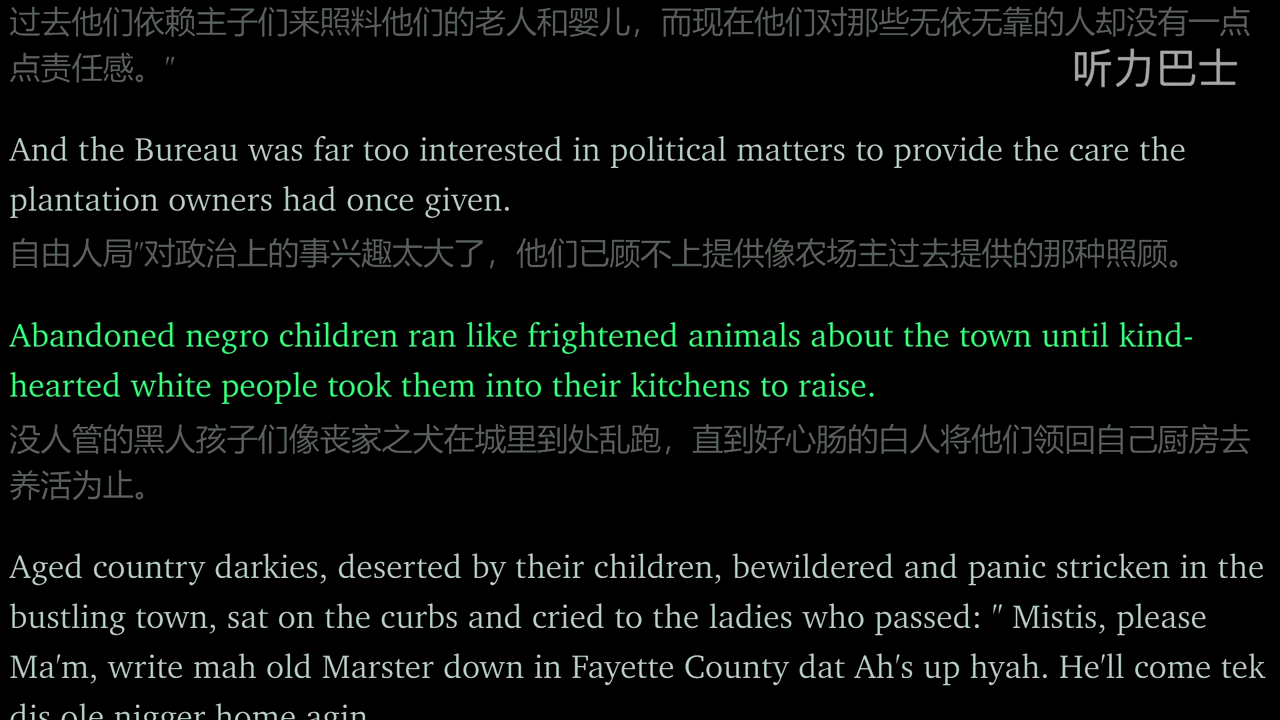 过去他们依赖主子们来照料他们的老人和婴儿，而现在他们对那些无依无靠的人却没有一点
点责任感。"
听力巴士
And the Bureau was far too interested in political matters to provide the care the
plantation owners had once given.
自由人局"对政治上的事兴趣太大了，他们已顾不上提供像农场主过去提供的那种照顾。
Abandoned negro children ran like frightened animals about the town until kind-
hearted white people took them into their kitchens to raise.
没人管的黑人孩子们像丧家之犬在城里到处乱跑，直到好心肠的白人将他们领回自己厨房去
养活为止。
Aged country darkies, deserted by their children, bewildered and panic stricken in the
bustling town, sat on the curbs and cried to the ladies who passed: " Mistis, please
Ma'm, write mah old Marster down in Fayette County dat Ah's up hyah. He'll come tek
dis ole nigger home agin.